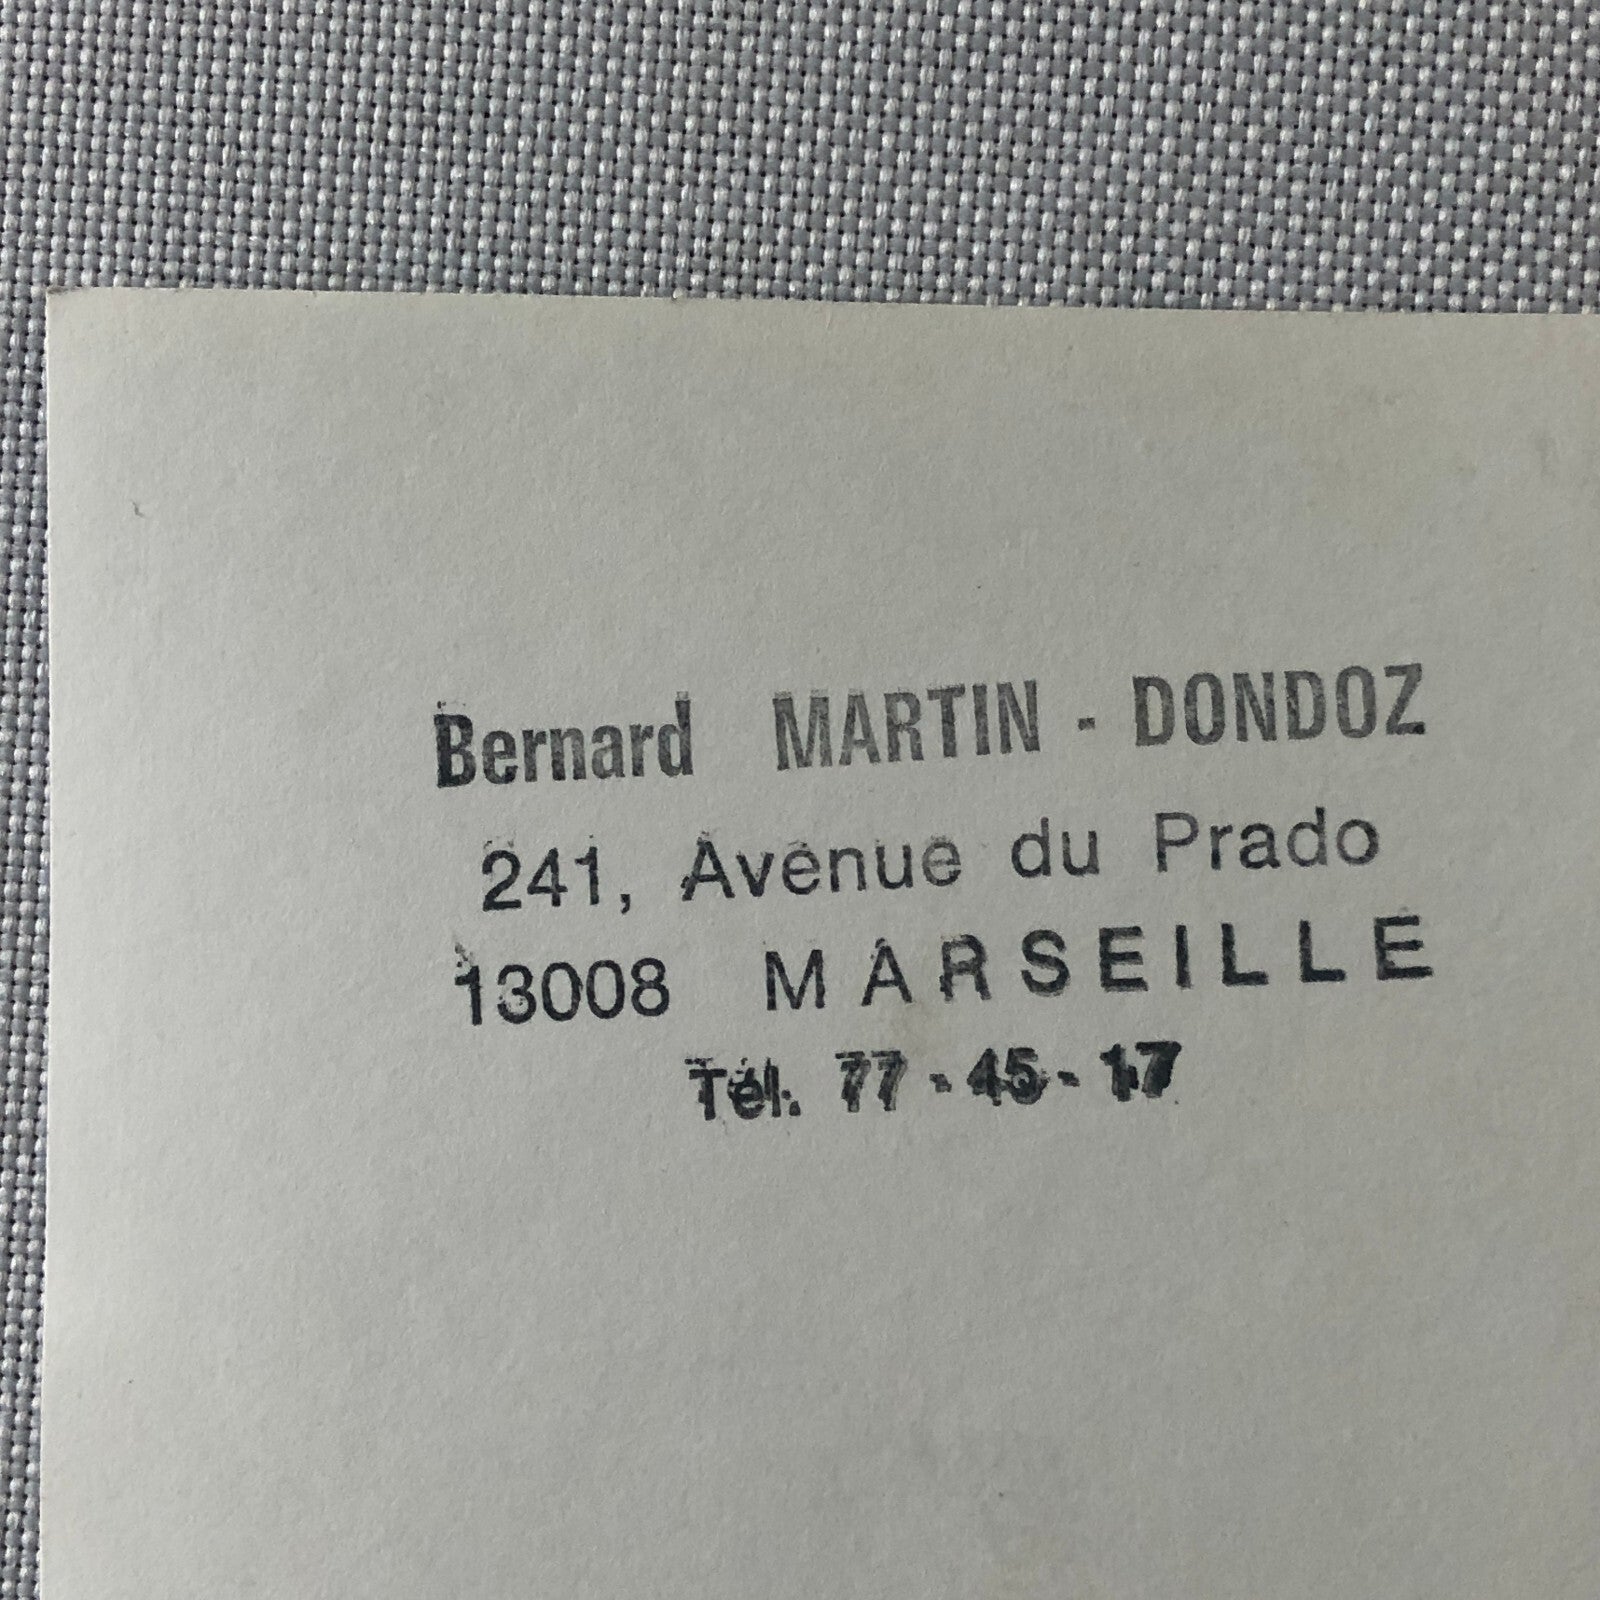 Bernard MARTIN - DONDOZ
241, Avenue du Prado
13008 MARSEILLE
Tél. 77 - 45 - 17